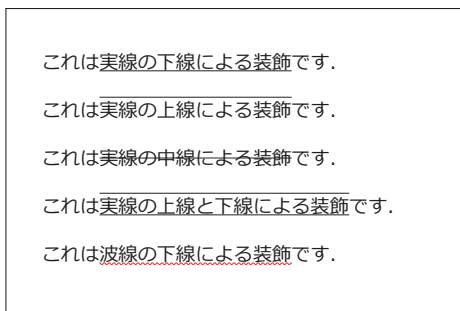 これは実線の下線による装飾です．
これは実線の上線による装飾です．
これは実線の中線による装飾です．
これは実線の上線と下線による装飾です．
これは波線の下線による装飾です．